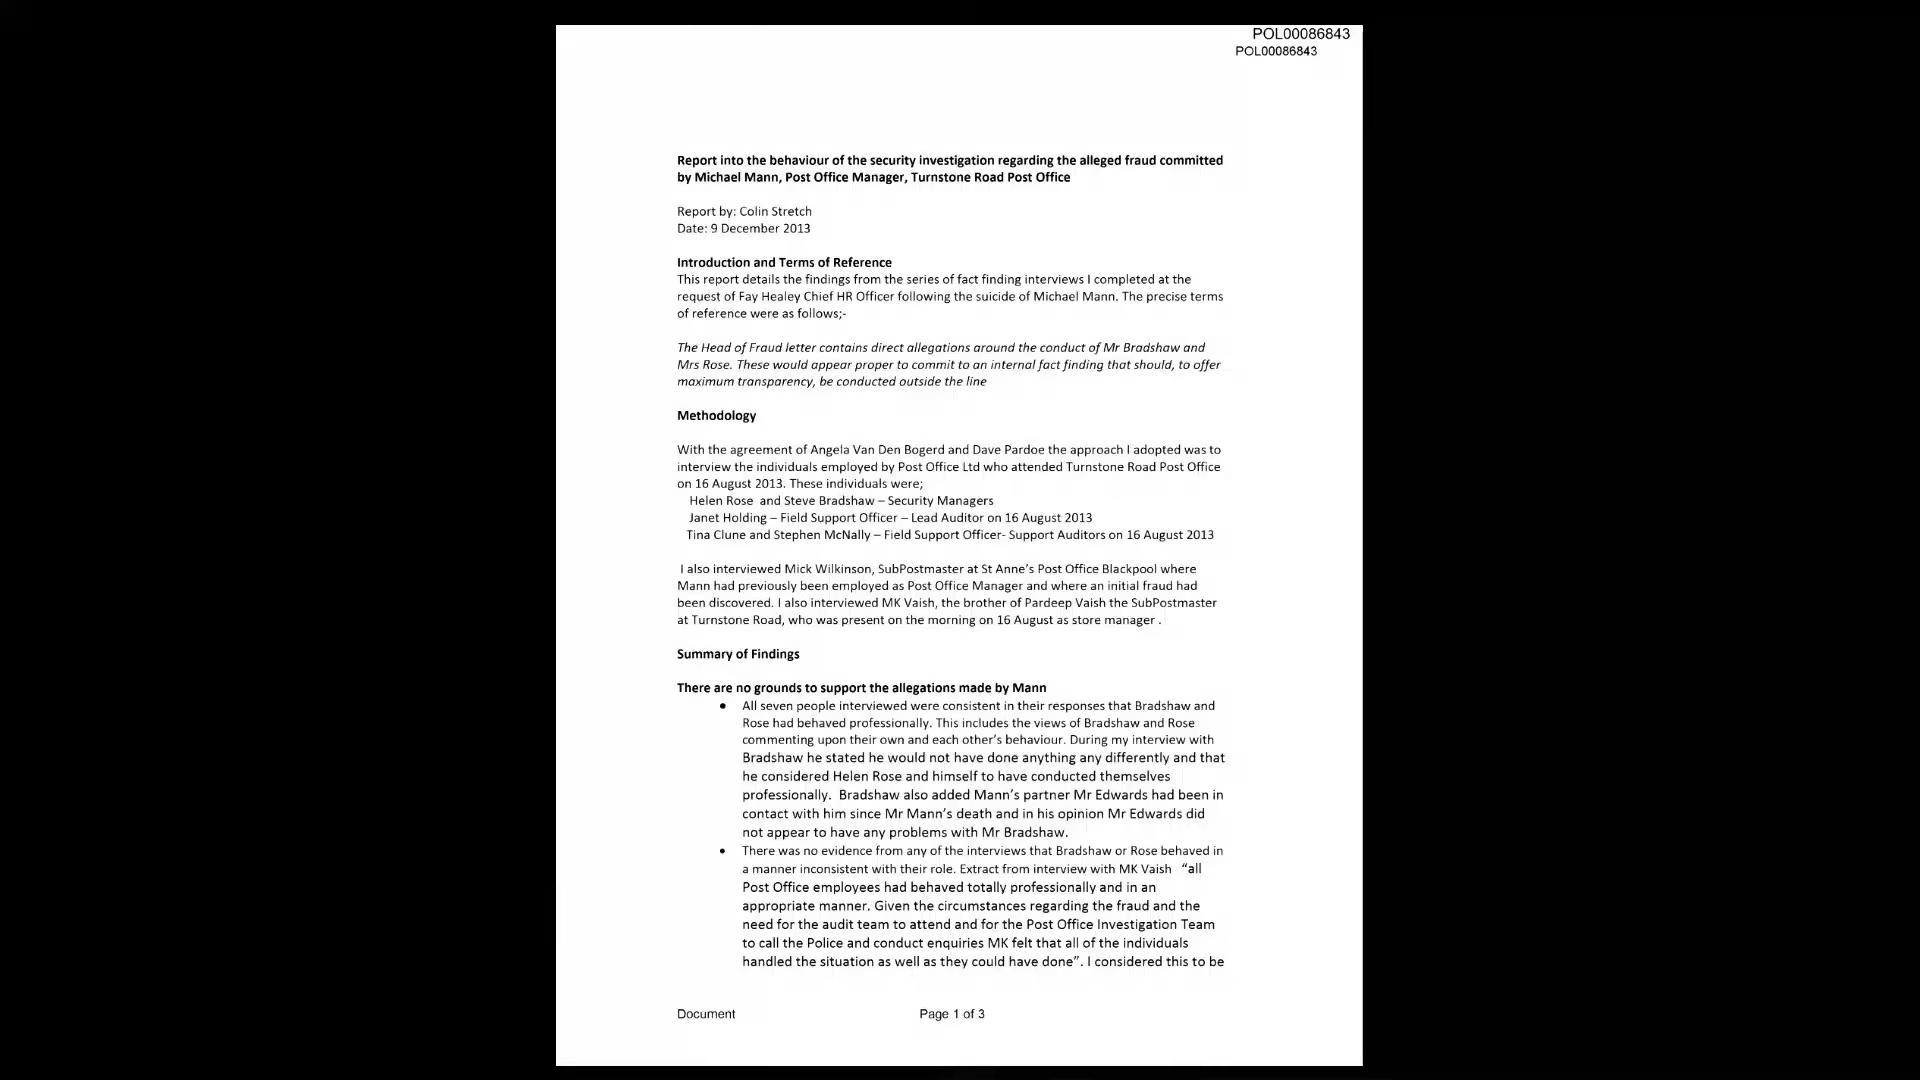 POL00086843
POL00086843
Report into the behaviour of the security investigation regarding the alleged fraud committed
by Michael Mann, Post Office Manager, Turnstone Road Post Office
Report by: Colin Stretch
Date: 9 December 2013
Introduction and Terms of Reference
This report details the findings from the series of fact finding interviews I completed at the
request of Fay Healey Chief HR Officer following the suicide of Michael Mann. The precise terms
of reference were as follows;-
The Head of Fraud letter contains direct allegations around the conduct of Mr Bradshaw and
Mrs Rose. These would appear proper to commit to an internal fact finding that should, to offer
maximum transparency, be conducted outside the line
Methodology
With the agreement of Angela Van Den Bogerd and Dave Pardoe the approach I adopted was to
interview the individuals employed by Post Office Ltd who attended Turnstone Road Post Office
on 16 August 2013. These individuals were;
Helen Rose and Steve Bradshaw – Security Managers
Janet Holding – Field Support Officer – Lead Auditor on 16 August 2013
Tina Clune and Stephen McNally – Field Support Officer- Support Auditors on 16 August 2013
I also interviewed Mick Wilkinson, SubPostmaster at St Anne's Post Office Blackpool where
Mann had previously been employed as Post Office Manager and where an initial fraud had
been discovered. I also interviewed MK Vaish, the brother of Pardeep Vaish the SubPostmaster
at Turnstone Road, who was present on the morning on 16 August as store manager .
Summary of Findings
There are no grounds to support the allegations made by Mann
• All seven people interviewed were consistent in their responses that Bradshaw and
Rose had behaved professionally. This includes the views of Bradshaw and Rose
commenting upon their own and each other's behaviour. During my interview with
Bradshaw he stated he would not have done anything any differently and that
he considered Helen Rose and himself to have conducted themselves
professionally. Bradshaw also added Mann's partner Mr Edwards had been in
contact with him since Mr Mann's death and in his opinion Mr Edwards did
not appear to have any problems with Mr Bradshaw.
• There was no evidence from any of the interviews that Bradshaw or Rose behaved in
a manner inconsistent with their role. Extract from interview with MK Vaish “all
Post Office employees had behaved totally professionally and in an
appropriate manner. Given the circumstances regarding the fraud and the
need for the audit team to attend and for the Post Office Investigation Team
to call the Police and conduct enquiries MK felt that all of the individuals
handled the situation as well as they could have done”. I considered this to be
Document Page 1 of 3